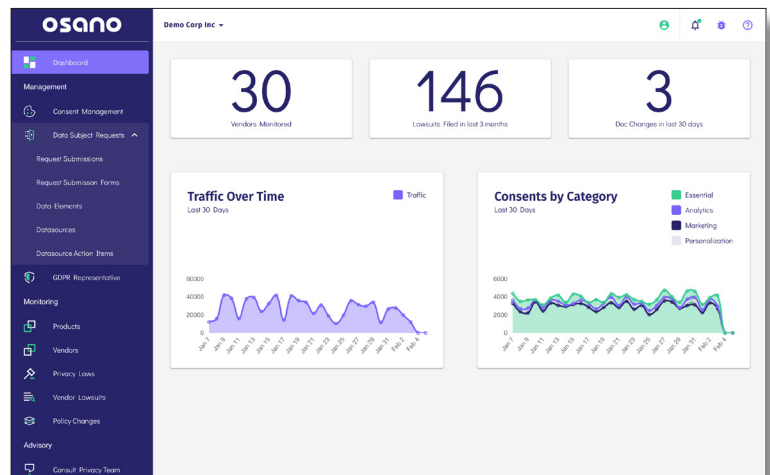 osano
Demo Corp Inc
Dashboard
Management
Consent Management
Data Subject Requests
Request Submissions
Request Submisson Forms
Data Elements
Datasources
Datasource Action Items
GDPR Representative
Monitoring
Products
Vendors
Privacy Laws
Vendor Lawsuits
Policy Changes
Advisory
Consult Privacy Team
30
Vendors Monitored
146
Lawsuits Filed in last 3 months
3
Doc Changes in last 30 days
Traffic Over Time
Last 30 Days
Traffic
60000
40000
20000
0
Jan 7 Jan 9 Jan 11 Jan 13 Jan 15 Jan 17 Jan 19 Jan 21 Jan 23 Jan 25 Jan 27 Jan 29 Jan 31 Feb 2 Feb 4
Consents by Category
Last 30 Days
Essential
Analytics
Marketing
Personalization
6000
4000
2000
0
Jan 7 Jan 9 Jan 11 Jan 13 Jan 15 Jan 17 Jan 19 Jan 21 Jan 23 Jan 25 Jan 27 Jan 29 Jan 31 Feb 2 Feb 4